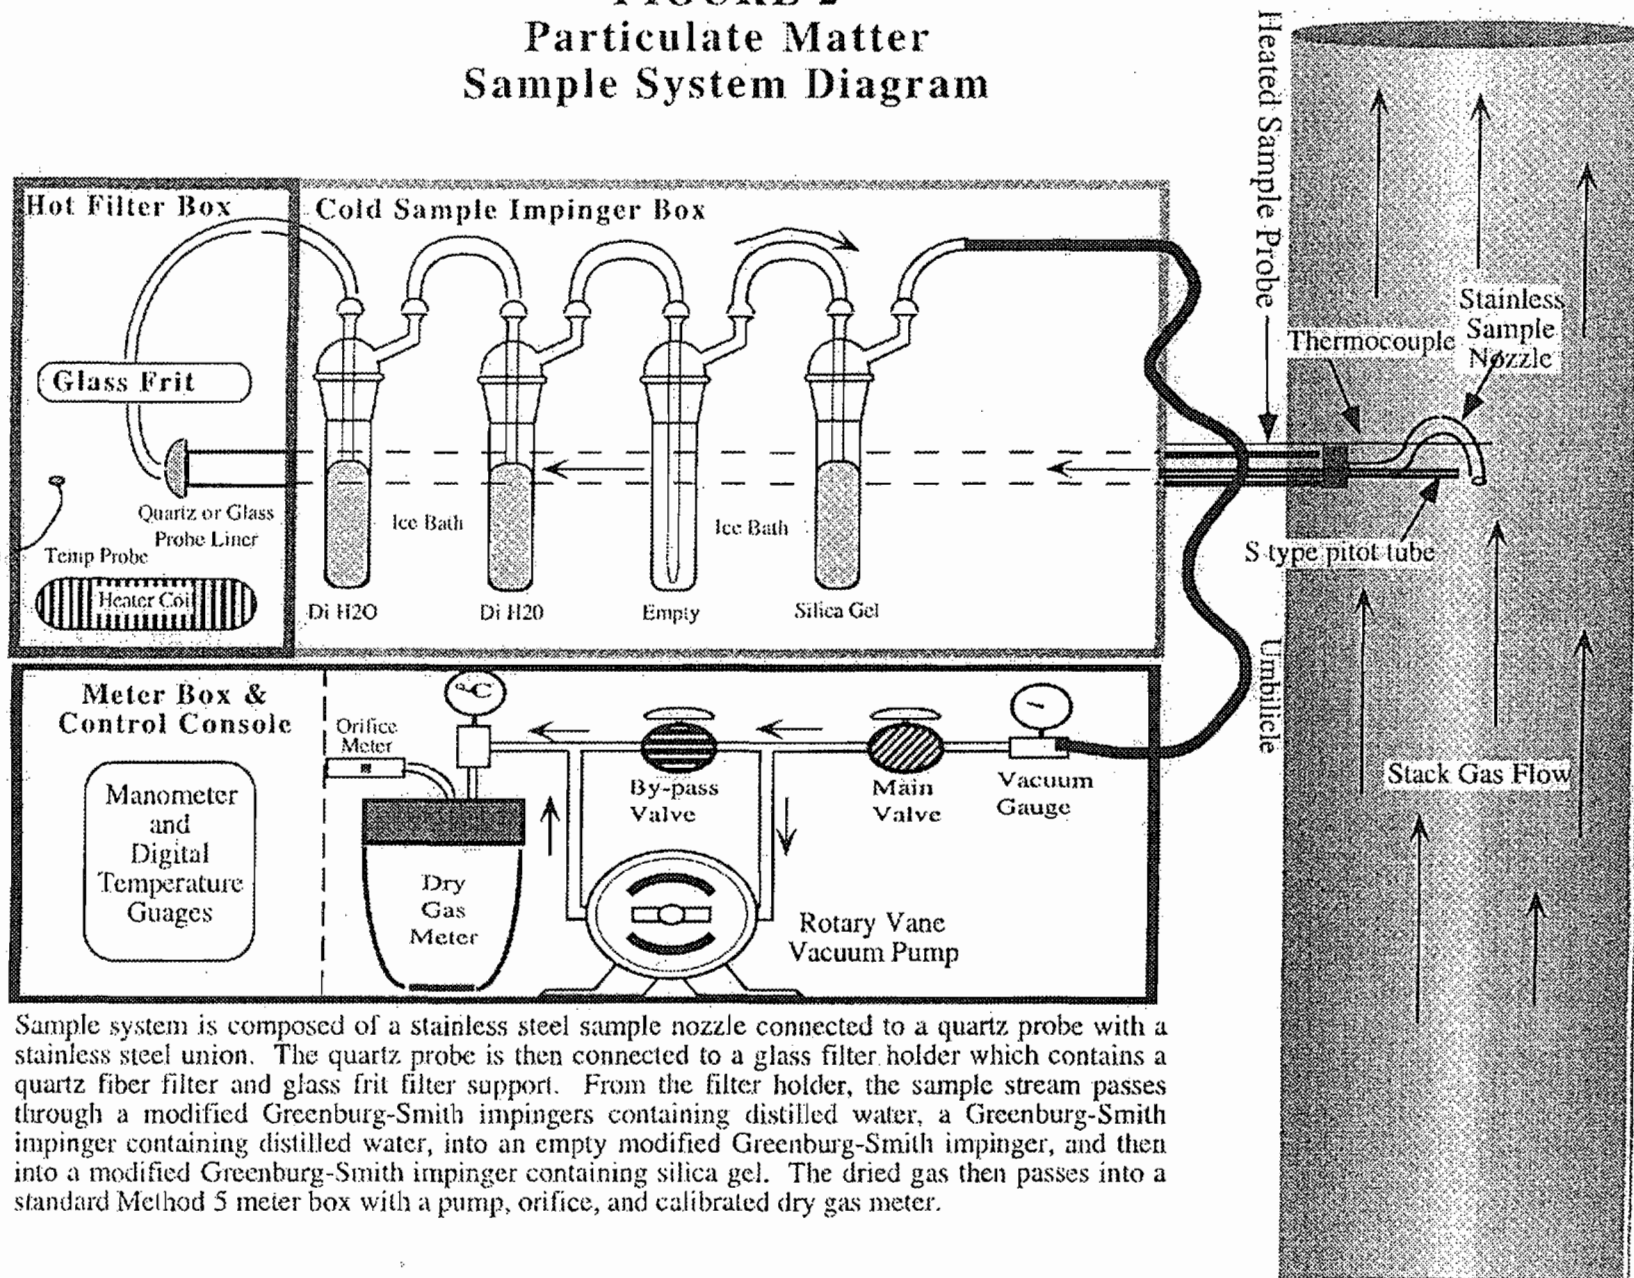 FIGURE 2
Particulate Matter
Sample System Diagram
Hot Filter Box
Cold Sample Impinger Box
Glass Frit
Quartz or Glass
Probe Liner
Temp Probe
Heater Coil
Ice Bath
Ice Bath
Di H2O
Di H20
Empty
Silica Gel
Heated Sample Probe
Thermocouple
Stainless
Sample
Nozzle
S type pitot tube
Umbilicle
Stack Gas Flow
Meter Box &
Control Console
Manometer
and
Digital
Temperature
Guages
Orifice
Meter
°C
Dry
Gas
Meter
By-pass
Valve
Main
Valve
Vacuum
Gauge
Rotary Vane
Vacuum Pump
Sample system is composed of a stainless steel sample nozzle connected to a quartz probe with a
stainless steel union. The quartz probe is then connected to a glass filter holder which contains a
quartz fiber filter and glass frit filter support. From the filter holder, the sample stream passes
through a modified Greenburg-Smith impingers containing distilled water, a Greenburg-Smith
impinger containing distilled water, into an empty modified Greenburg-Smith impinger, and then
into a modified Greenburg-Smith impinger containing silica gel. The dried gas then passes into a
standard Method 5 meter box with a pump, orifice, and calibrated dry gas meter.